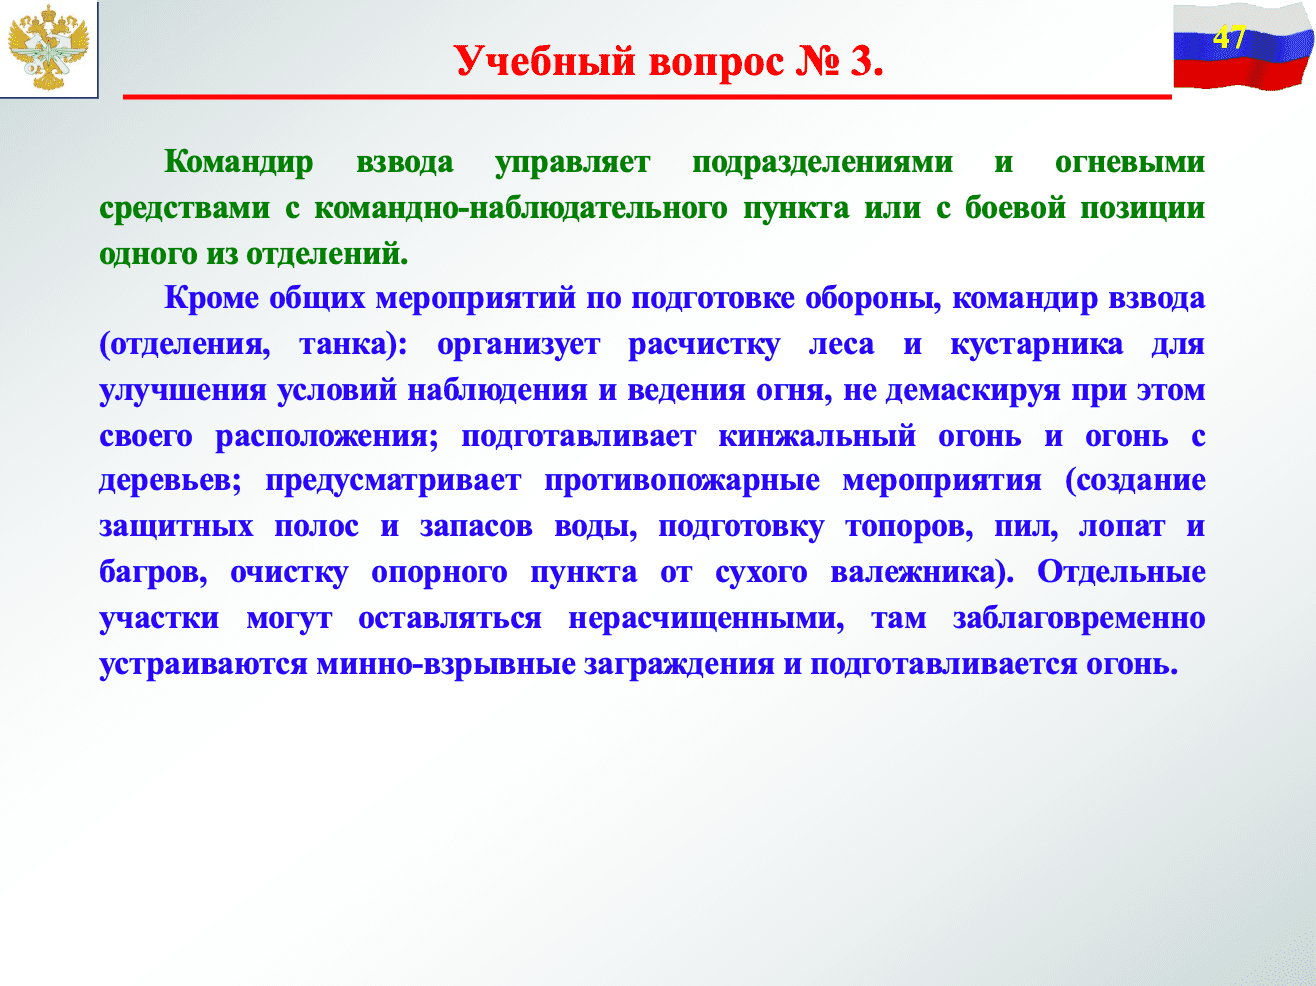 47
Учебный вопрос № 3.
Командир взвода управляет подразделениями и огневыми
средствами с командно-наблюдательного пункта или с боевой позиции
одного из отделений.
Кроме общих мероприятий по подготовке обороны, командир взвода
(отделения, танка): организует расчистку леса и кустарника для
улучшения условий наблюдения и ведения огня, не демаскируя при этом
своего расположения; подготавливает кинжальный огонь и огонь с
деревьев; предусматривает противопожарные мероприятия (создание
защитных полос и запасов воды, подготовку топоров, пил, лопат и
багров, очистку опорного пункта от сухого валежника). Отдельные
участки могут оставляться нерасчищенными, там заблаговременно
устраиваются минно-взрывные заграждения и подготавливается огонь.